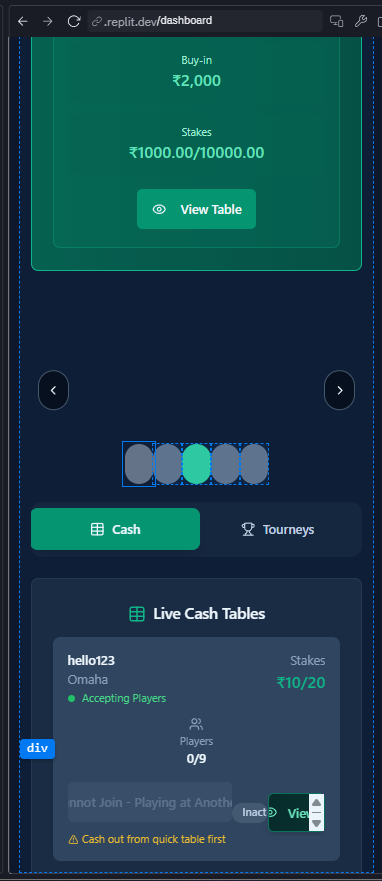 .replit.dev/dashboard
Buy-in
₹2,000
Stakes
₹1000.00/10000.00
View Table
Cash
Tourneys
Live Cash Tables
hello123
Stakes
Omaha
₹10/20
Accepting Players
Players
0/9
div
nnot Join - Playing at Anoth
Inact
View
Cash out from quick table first